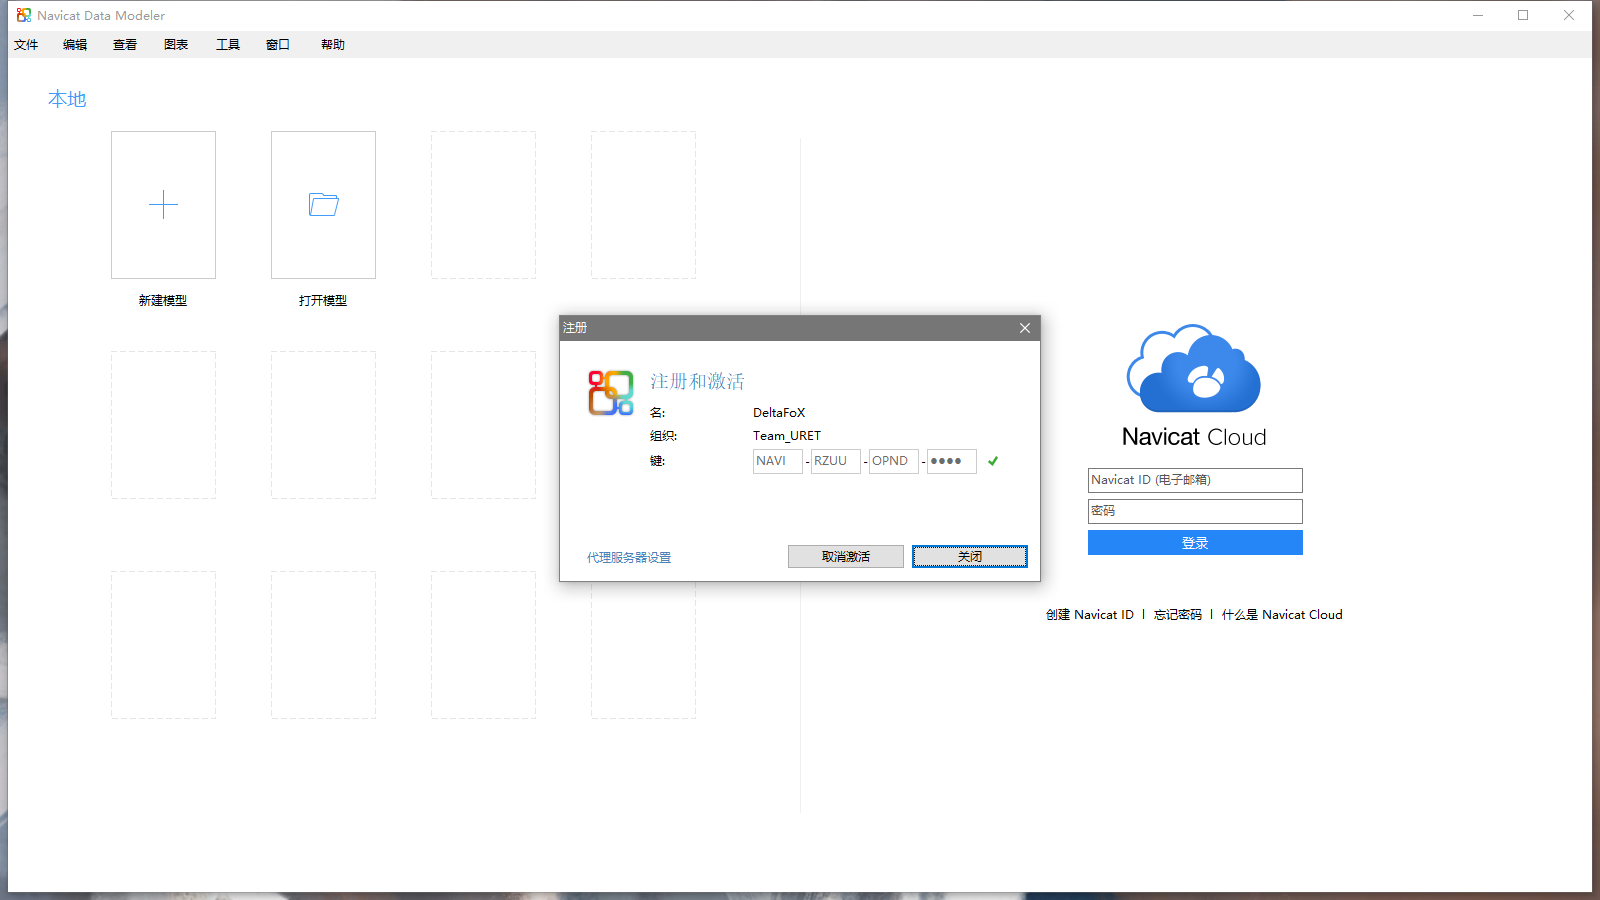 Navicat Data Modeler
文件 编辑 查看 图表 工具 窗口 帮助
本地
新建模型 打开模型
注册
注册和激活
名: DeltaFoX
组织: Team_URET
键: NAVI - RZUU - OPND - ●●●●
代理服务器设置 取消激活 关闭
Navicat Cloud
Navicat ID (电子邮箱)
密码
登录
创建 Navicat ID | 忘记密码 | 什么是 Navicat Cloud